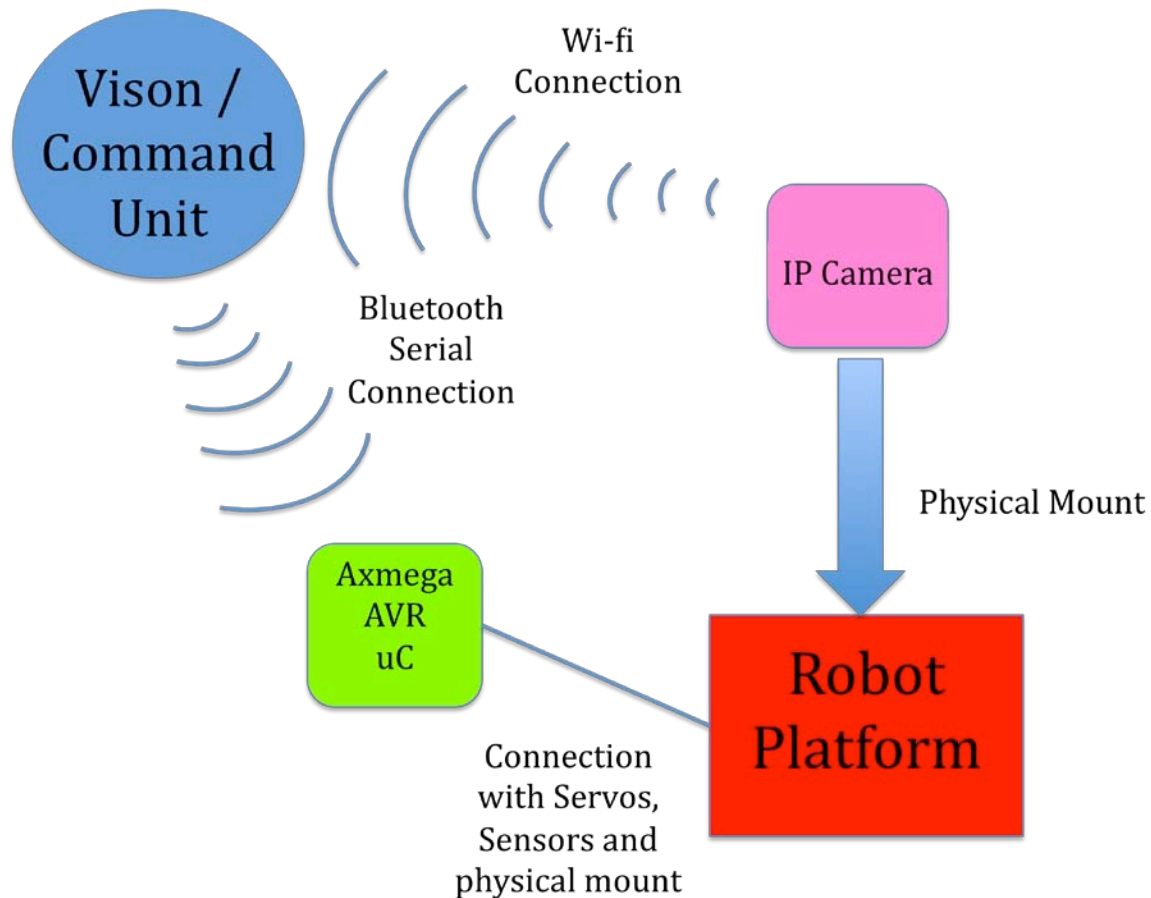 Vison /
Command
Unit
Wi-fi
Connection
IP Camera
Bluetooth
Serial
Connection
Physical Mount
Axmega
AVR
uC
Robot
Platform
Connection
with Servos,
Sensors and
physical mount